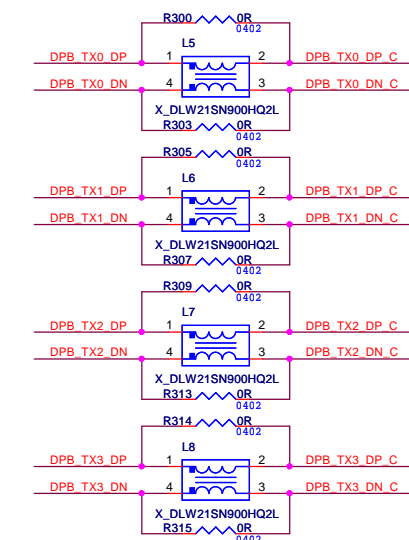 R300 0R
0402
L5
DPB_TX0_DP 1 2 DPB_TX0_DP_C
DPB_TX0_DN 4 3 DPB_TX0_DN_C
X_DLW21SN900HQ2L
R303 0R
0402
R305 0R
0402
L6
DPB_TX1_DP 1 2 DPB_TX1_DP_C
DPB_TX1_DN 4 3 DPB_TX1_DN_C
X_DLW21SN900HQ2L
R307 0R
0402
R309 0R
0402
L7
DPB_TX2_DP 1 2 DPB_TX2_DP_C
DPB_TX2_DN 4 3 DPB_TX2_DN_C
X_DLW21SN900HQ2L
R313 0R
0402
R314 0R
0402
L8
DPB_TX3_DP 1 2 DPB_TX3_DP_C
DPB_TX3_DN 4 3 DPB_TX3_DN_C
X_DLW21SN900HQ2L
R315 0R
0402